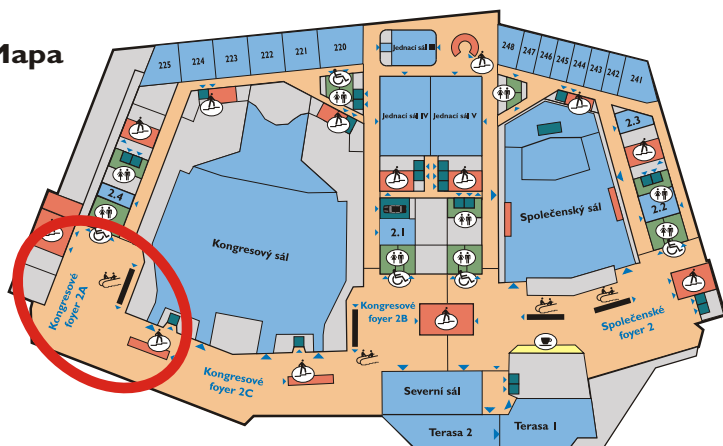 Mapa
225
224
223
222
221
220
Jednací sál III
248
247
246
245
244
243
242
241
Jednací sál IV
Jednací sál V
2.3
2.4
2.1
2.2
Kongresový sál
Společenský sál
Kongresové
foyer 2A
Kongresové
foyer 2B
Společenské
foyer 2
Kongresové
foyer 2C
Severní sál
Terasa 2
Terasa 1